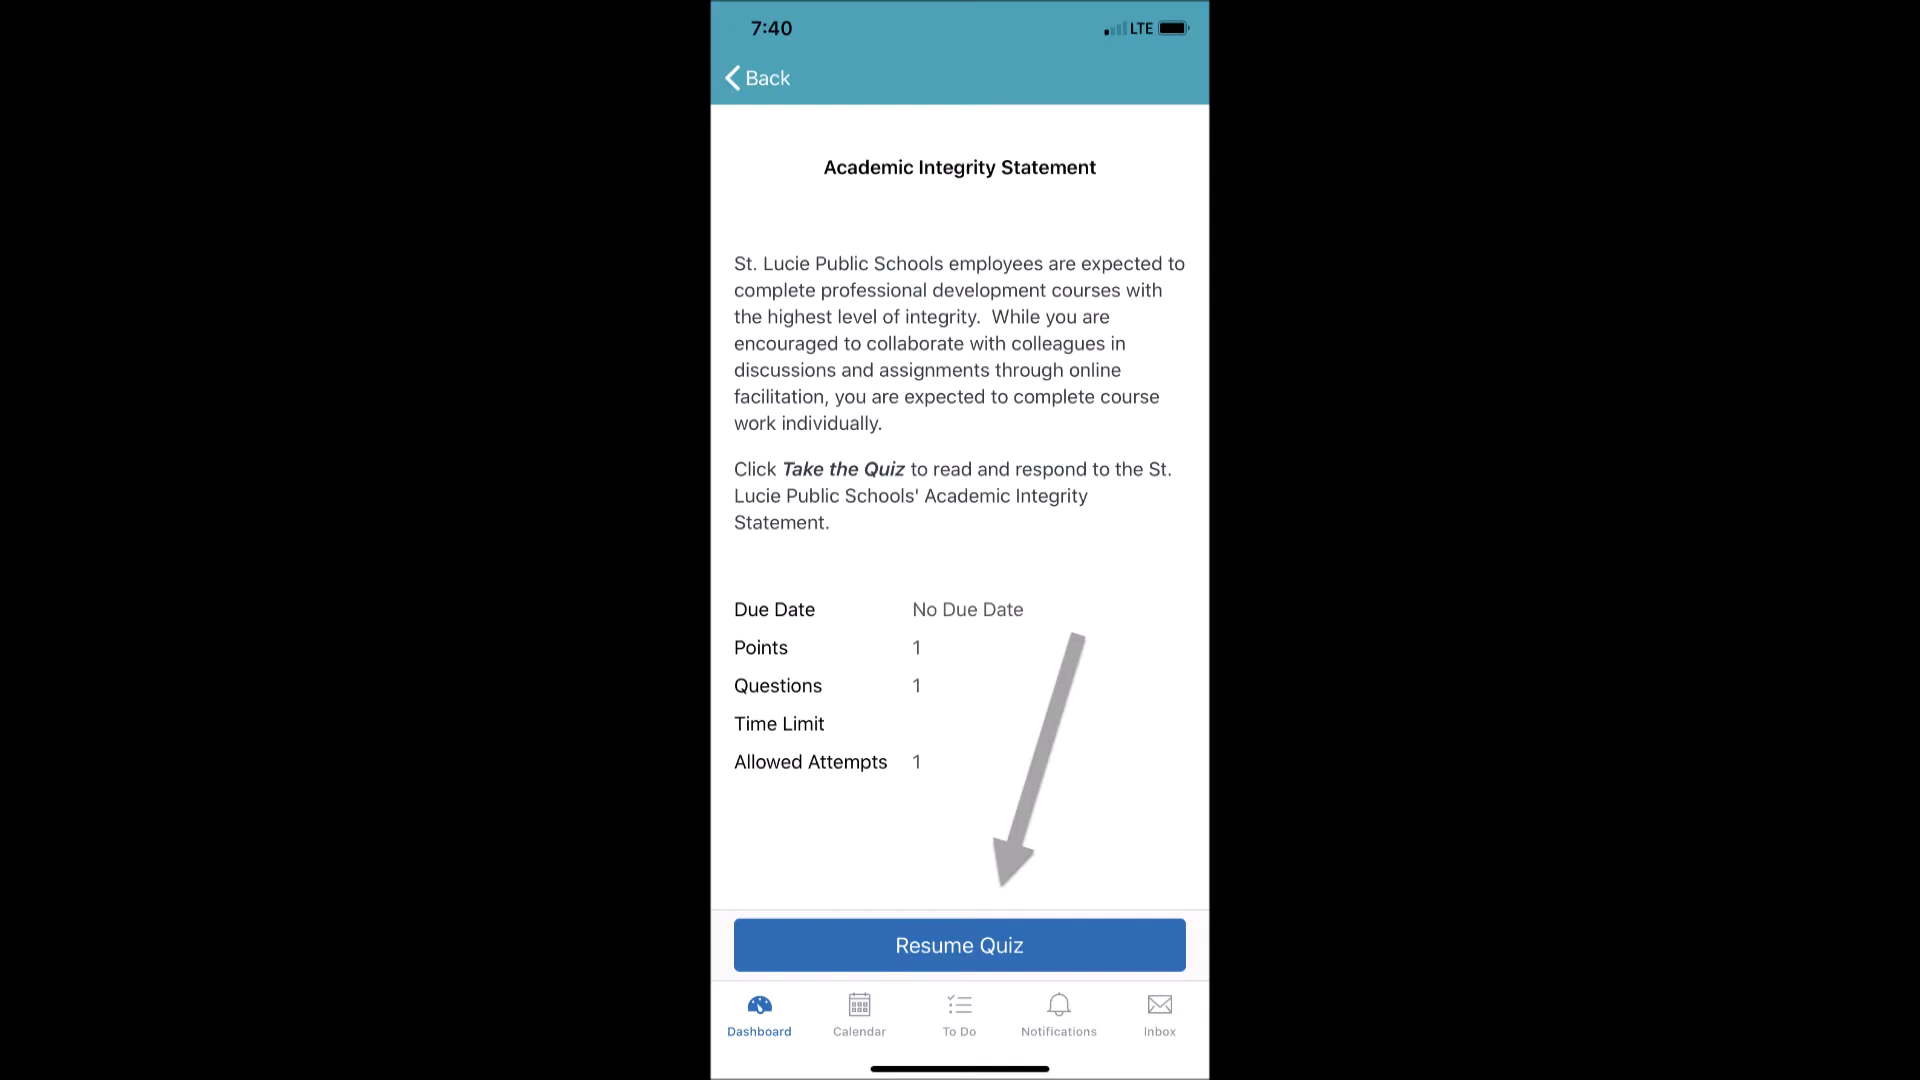 7:40
LTE
Back
Academic Integrity Statement
St. Lucie Public Schools employees are expected to
complete professional development courses with
the highest level of integrity.  While you are
encouraged to collaborate with colleagues in
discussions and assignments through online
facilitation, you are expected to complete course
work individually.
Click Take the Quiz to read and respond to the St.
Lucie Public Schools' Academic Integrity
Statement.
Due Date No Due Date
Points 1
Questions 1
Time Limit
Allowed Attempts 1
Resume Quiz
Dashboard Calendar To Do Notifications Inbox